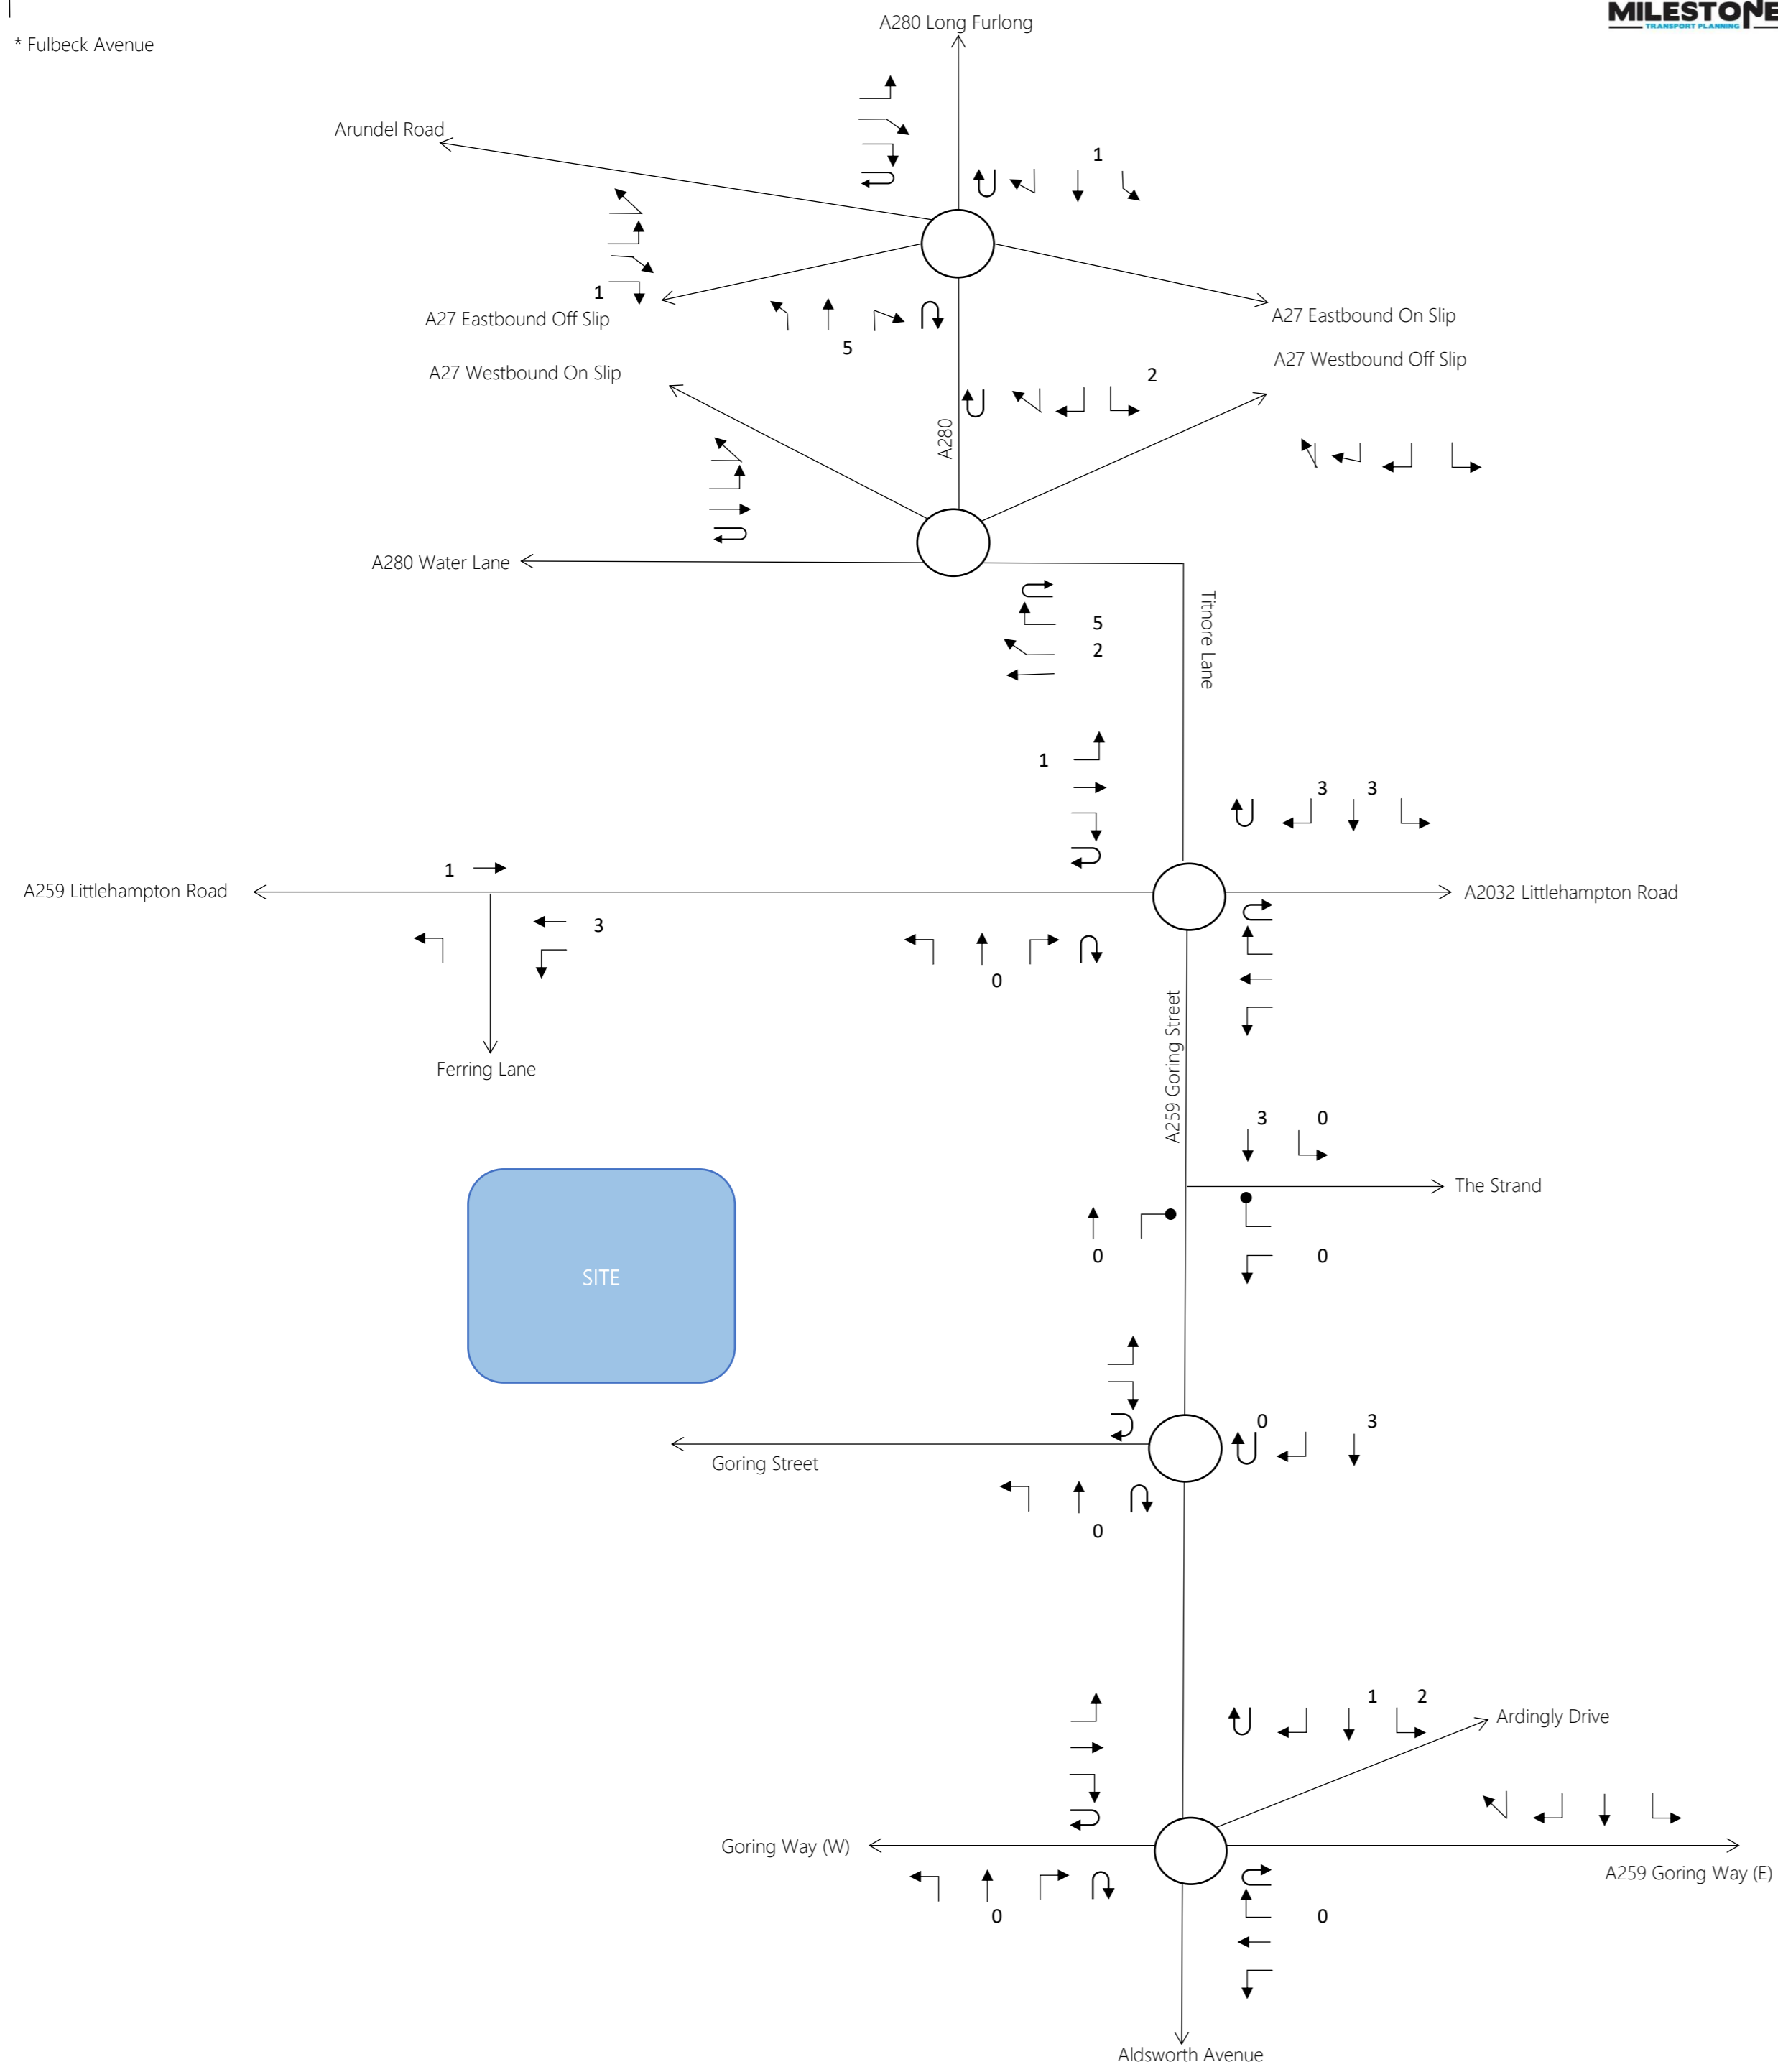 MILESTONE
TRANSPORT PLANNING
A280 Long Furlong
* Fulbeck Avenue
Arundel Road
1
1
A27 Eastbound Off Slip
A27 Eastbound On Slip
5
A27 Westbound On Slip
A27 Westbound Off Slip
2
A280
A280 Water Lane
Titnore Lane
5
2
1
3 3
1
A259 Littlehampton Road
A2032 Littlehampton Road
3
0
A259 Goring Street
Ferring Lane
3 0
The Strand
0
0
SITE
0
3
Goring Street
0
1 2
Ardingly Drive
Goring Way (W)
A259 Goring Way (E)
0
0
Aldsworth Avenue